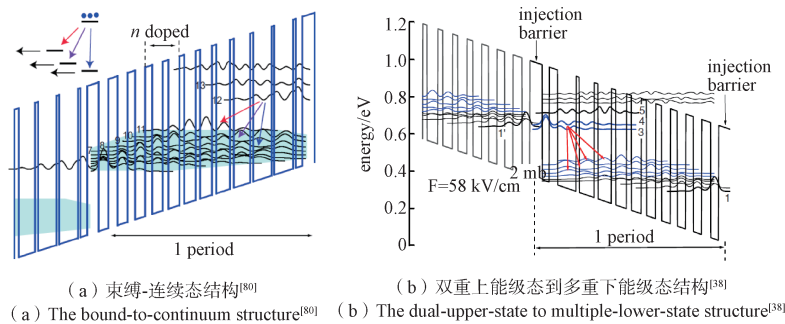 n doped
13
12
7 8 9 10 11
1 period
(a)束缚-连续态结构[80]
(a) The bound-to-continuum structure[80]
1.2
1.0
0.8
0.6
0.4
0.2
0
energy/eV
injection
barrier
injection
barrier
5
4
3
1'
2 mb
F=58 kV/cm
1
1 period
(b)双重上能级态到多重下能级态结构[38]
(b) The dual-upper-state to multiple-lower-state structure[38]